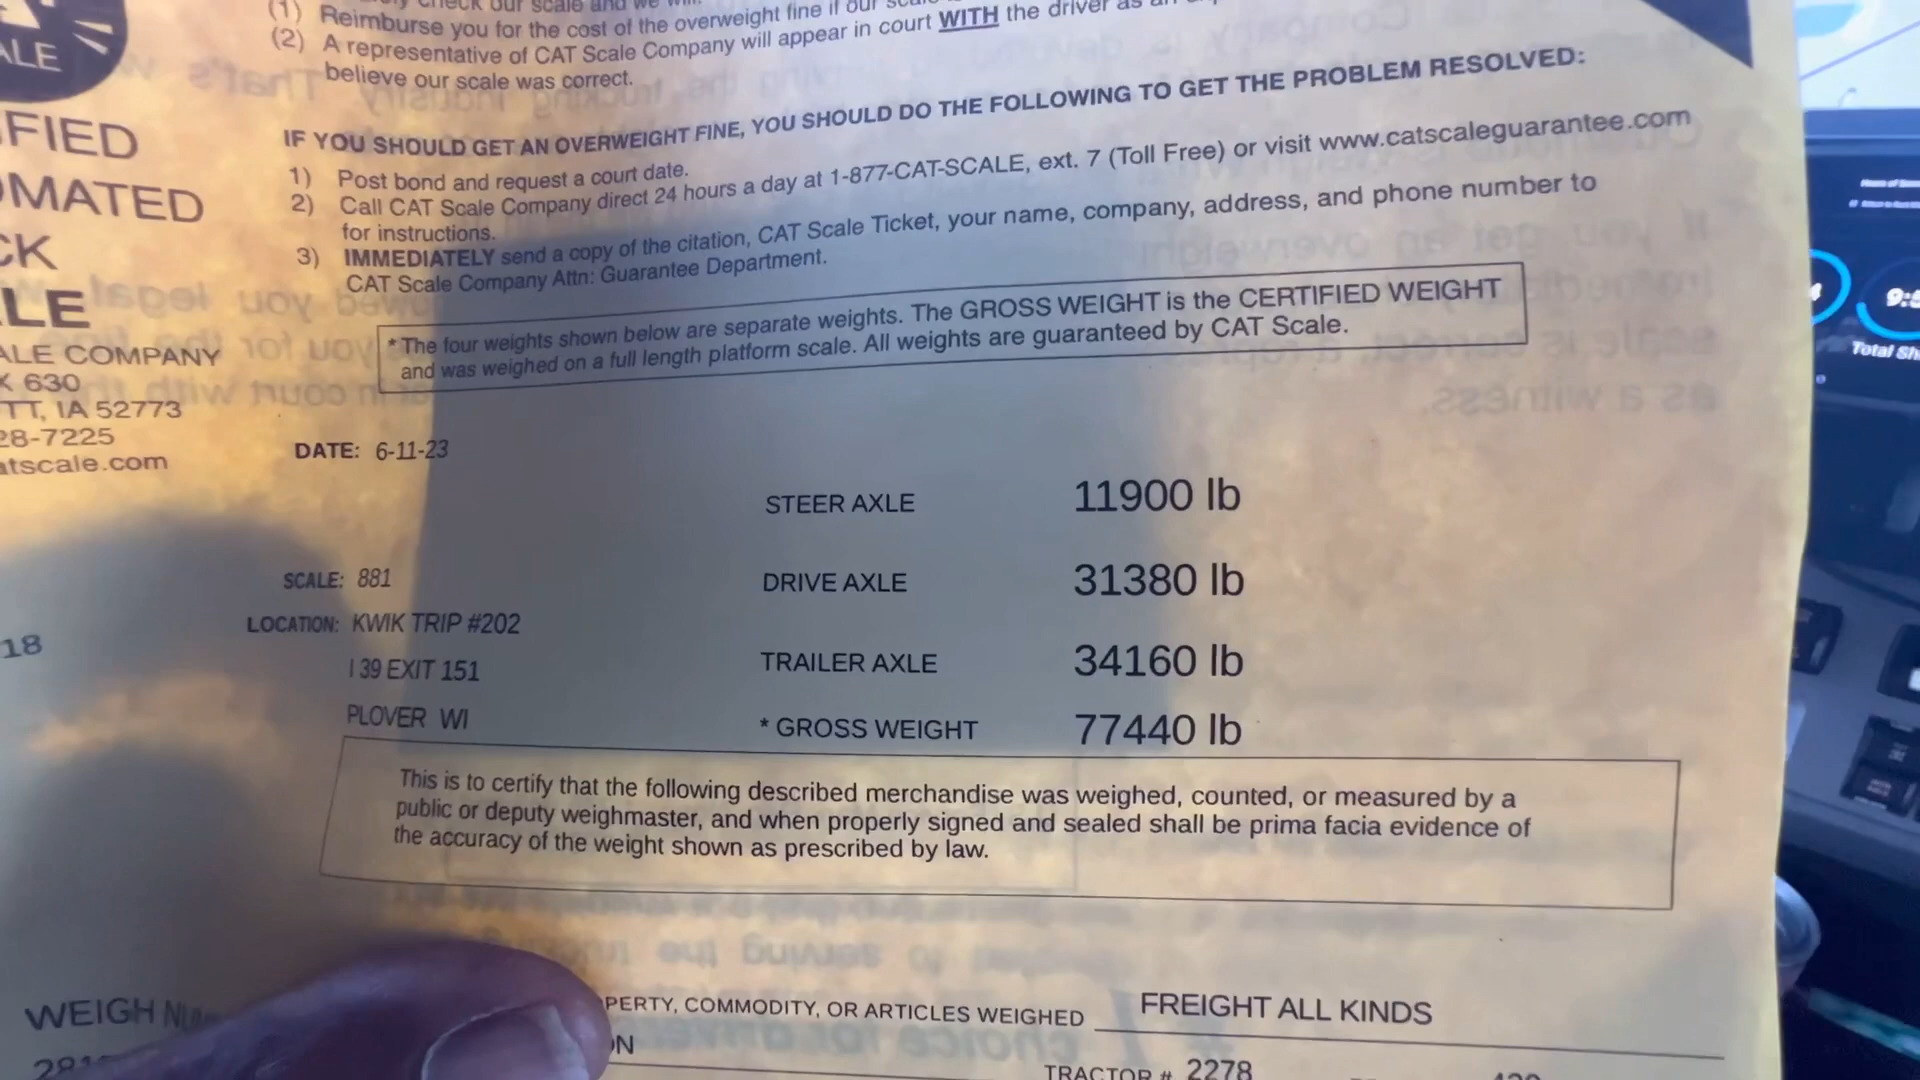 ALE
FIED
OMATED
CK
LE
ALE COMPANY
K 630
TT, IA 52773
28-7225
atscale.com
18
(1) Reimburse you for the cost of the overweight fine if our
(2) A representative of CAT Scale Company will appear in court WITH the driver as
believe our scale was correct.
IF YOU SHOULD GET AN OVERWEIGHT FINE, YOU SHOULD DO THE FOLLOWING TO GET THE PROBLEM RESOLVED:
1) Post bond and request a court date.
2) Call CAT Scale Company direct 24 hours a day at 1-877-CAT-SCALE, ext. 7 (Toll Free) or visit www.catscaleguarantee.com
for instructions.
3) IMMEDIATELY send a copy of the citation, CAT Scale Ticket, your name, company, address, and phone number to
CAT Scale Company Attn: Guarantee Department.
* The four weights shown below are separate weights. The GROSS WEIGHT is the CERTIFIED WEIGHT
and was weighed on a full length platform scale. All weights are guaranteed by CAT Scale.
DATE: 6-11-23
STEER AXLE 11900 lb
SCALE: 881
DRIVE AXLE 31380 lb
LOCATION: KWIK TRIP #202
I 39 EXIT 151
TRAILER AXLE 34160 lb
PLOVER WI
* GROSS WEIGHT 77440 lb
This is to certify that the following described merchandise was weighed, counted, or measured by a
public or deputy weighmaster, and when properly signed and sealed shall be prima facia evidence of
the accuracy of the weight shown as prescribed by law.
WEIGH
PERTY, COMMODITY, OR ARTICLES WEIGHED FREIGHT ALL KINDS
ON
TRACTOR # 2278
Total